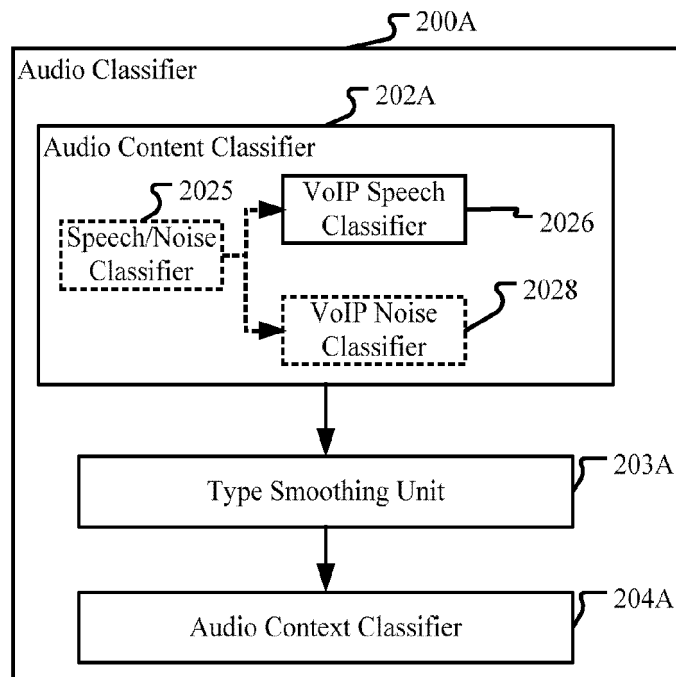 200A
Audio Classifier
202A
Audio Content Classifier
2025
Speech/Noise
Classifier
VoIP Speech
Classifier
2026
2028
VoIP Noise
Classifier
203A
Type Smoothing Unit
204A
Audio Context Classifier